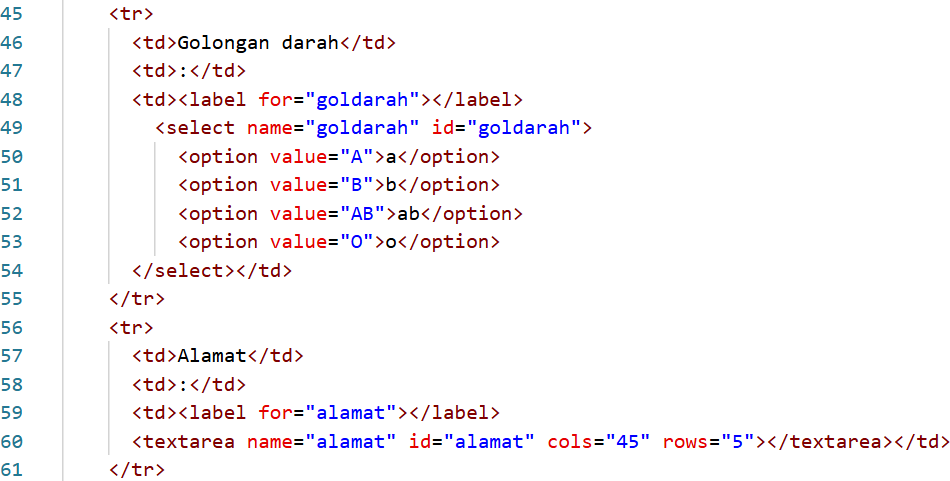 45 <tr>
46 <td>Golongan darah</td>
47 <td>:</td>
48 <td><label for="goldarah"></label>
49 <select name="goldarah" id="goldarah">
50 <option value="A">a</option>
51 <option value="B">b</option>
52 <option value="AB">ab</option>
53 <option value="O">o</option>
54 </select></td>
55 </tr>
56 <tr>
57 <td>Alamat</td>
58 <td>:</td>
59 <td><label for="alamat"></label>
60 <textarea name="alamat" id="alamat" cols="45" rows="5"></textarea></td>
61 </tr>